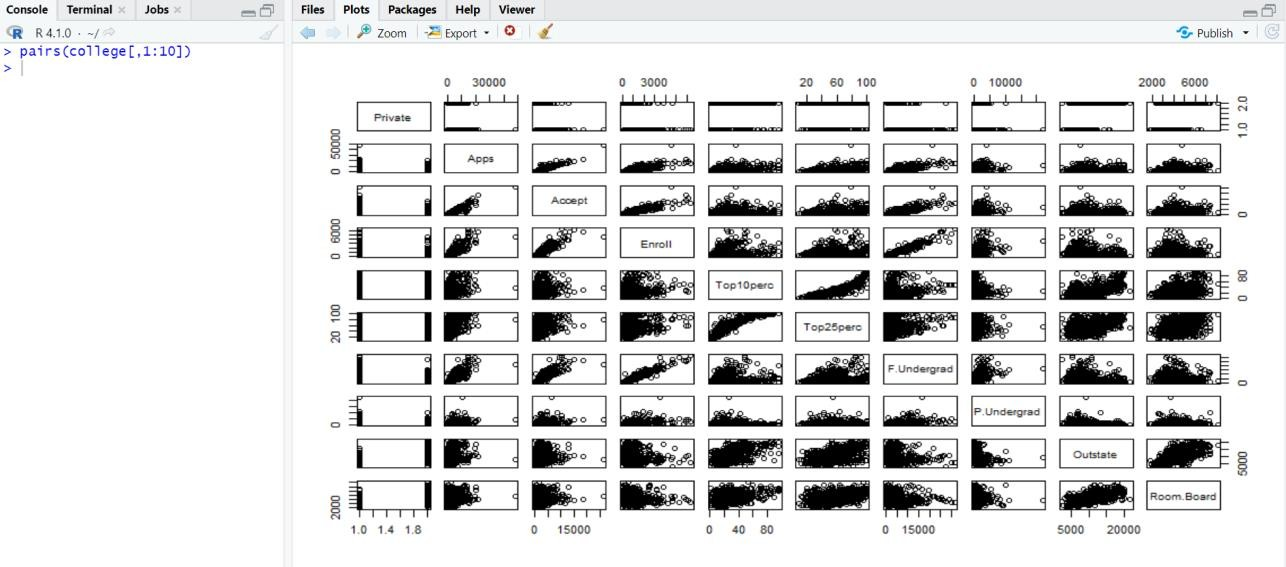 Console Terminal Jobs
R 4.1.0 · ~/
> pairs(college[,1:10])
>
Files Plots Packages Help Viewer
Zoom Export Publish
0 30000 0 3000 20 60 100 0 10000 2000 6000
Private 1.0 2.0
0 50000 Apps
Accept 0
0 6000 Enroll
Top10perc 0 80
20 100 Top25perc
F.Undergrad 0
0 P.Undergrad
Outstate 5000
2000 Room.Board
1.0 1.4 1.8 0 15000 0 40 80 0 15000 5000 20000